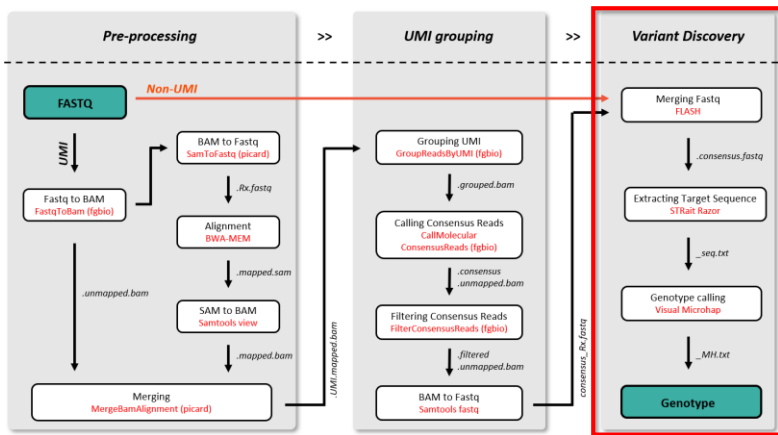 Pre-processing
>>
UMI grouping
>>
Variant Discovery
FASTQ
Non-UMI
UMI
Fastq to BAM
FastqToBam (fgbio)
.unmapped.bam
BAM to Fastq
SamToFastq (picard)
.Rx.fastq
Alignment
BWA-MEM
.mapped.sam
SAM to BAM
Samtools view
.mapped.bam
Merging
MergeBamAlignment (picard)
.UMI.mapped.bam
Grouping UMI
GroupReadsByUMI (fgbio)
.grouped.bam
Calling Consensus Reads
CallMolecular
ConsensusReads (fgbio)
.consensus
.unmapped.bam
Filtering Consensus Reads
FilterConsensusReads (fgbio)
.filtered
.unmapped.bam
BAM to Fastq
Samtools fastq
consensus_Rx.fastq
Merging Fastq
FLASH
.consensus.fastq
Extracting Target Sequence
STRait Razor
_seq.txt
Genotype calling
Visual Microhap
_MH.txt
Genotype